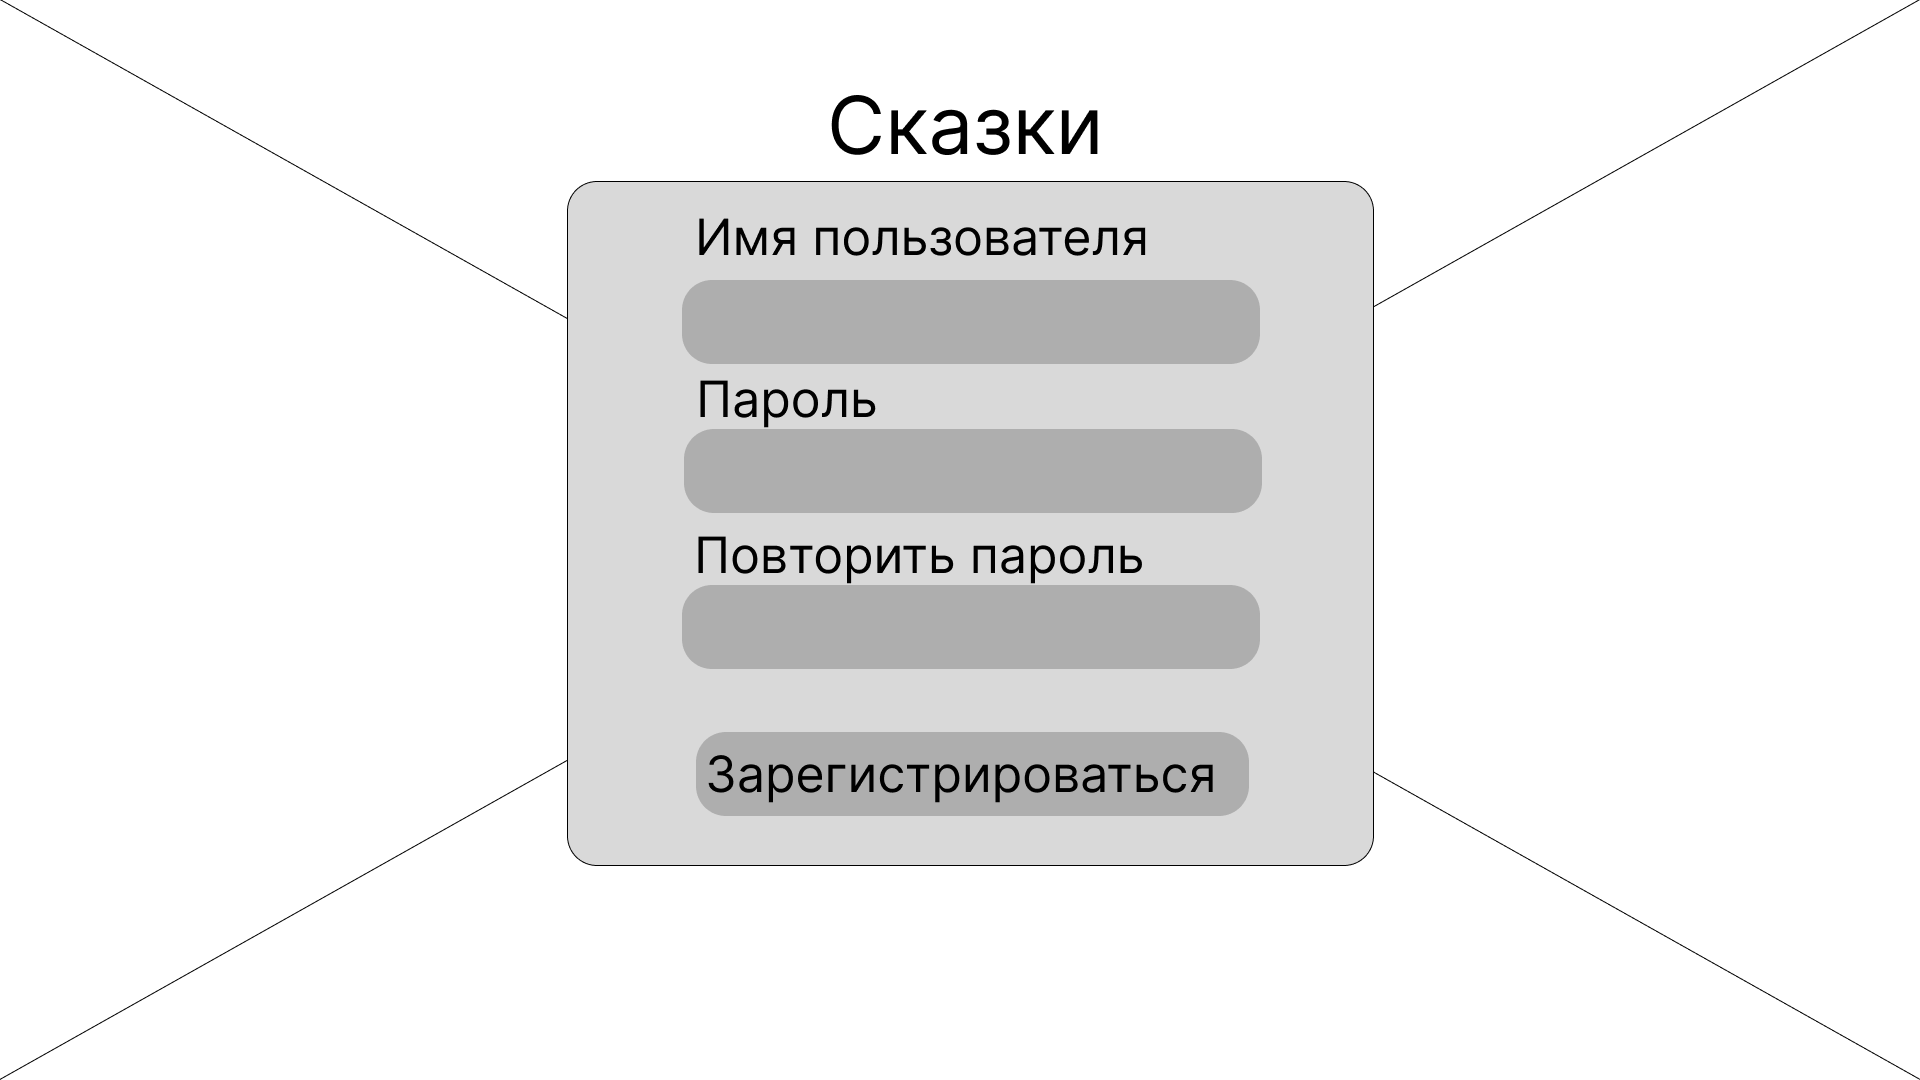 Сказки
Имя пользователя
Пароль
Повторить пароль
Зарегистрироваться